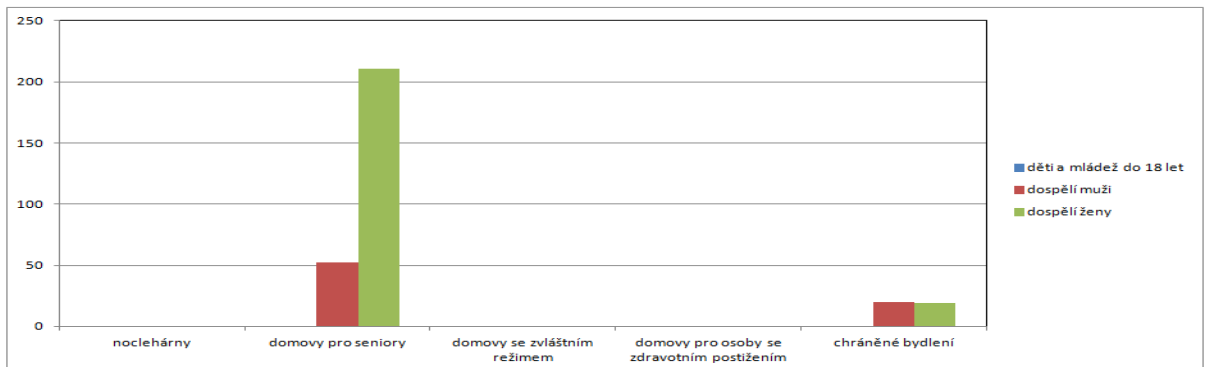 250
200
150
100
50
0
noclehárny
domovy pro seniory
domovy se zvláštním
režimem
domovy pro osoby se
zdravotním postižením
chráněné bydlení
děti a mládež do 18 let
dospělí muži
dospělí ženy